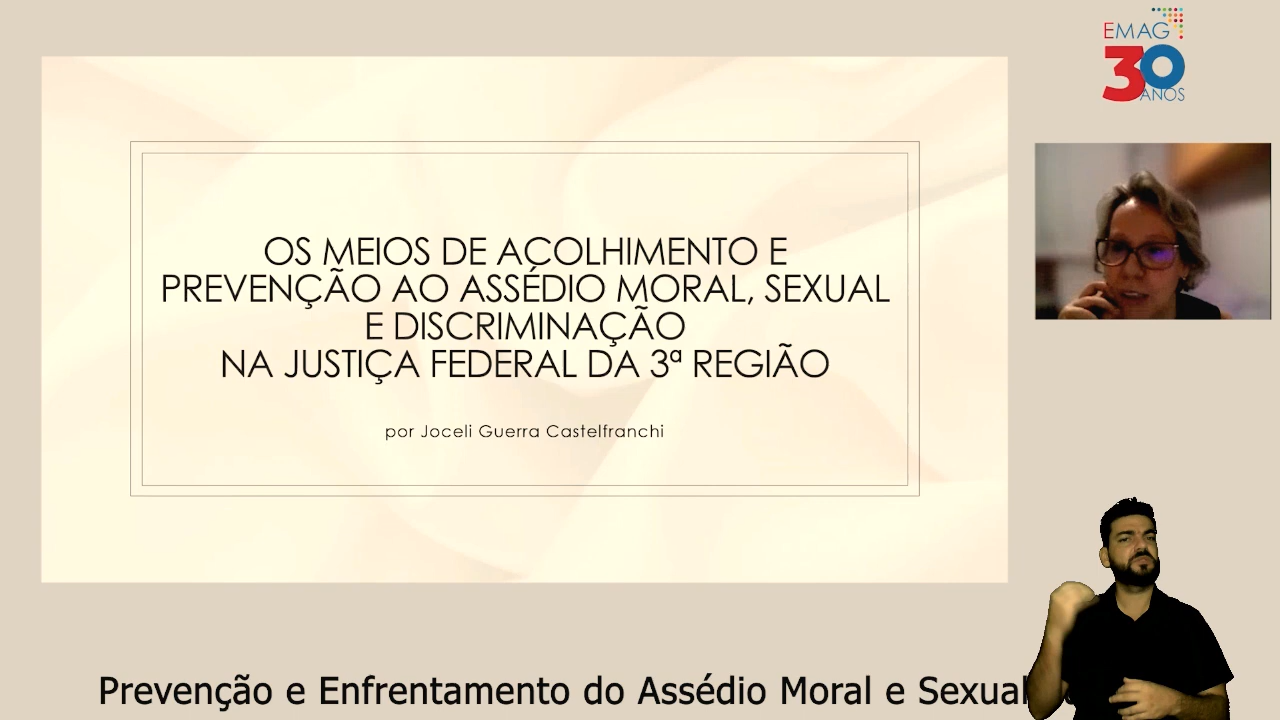 EMAG
30
ANOS
OS MEIOS DE ACOLHIMENTO E
PREVENÇÃO AO ASSÉDIO MORAL, SEXUAL
E DISCRIMINAÇÃO
NA JUSTIÇA FEDERAL DA 3ª REGIÃO
por Joceli Guerra Castelfranchi
Prevenção e Enfrentamento do Assédio Moral e Sexual